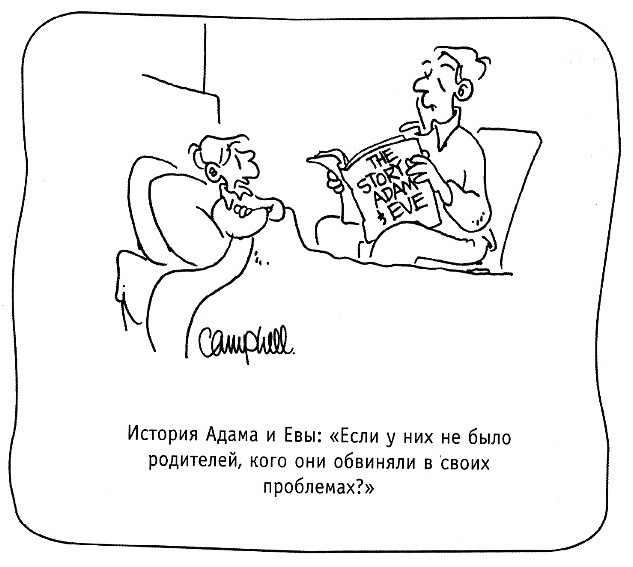 THE
STORY of
ADAM
& EVE
Campbell.
История Адама и Евы: «Если у них не было
родителей, кого они обвиняли в своих
проблемах?»